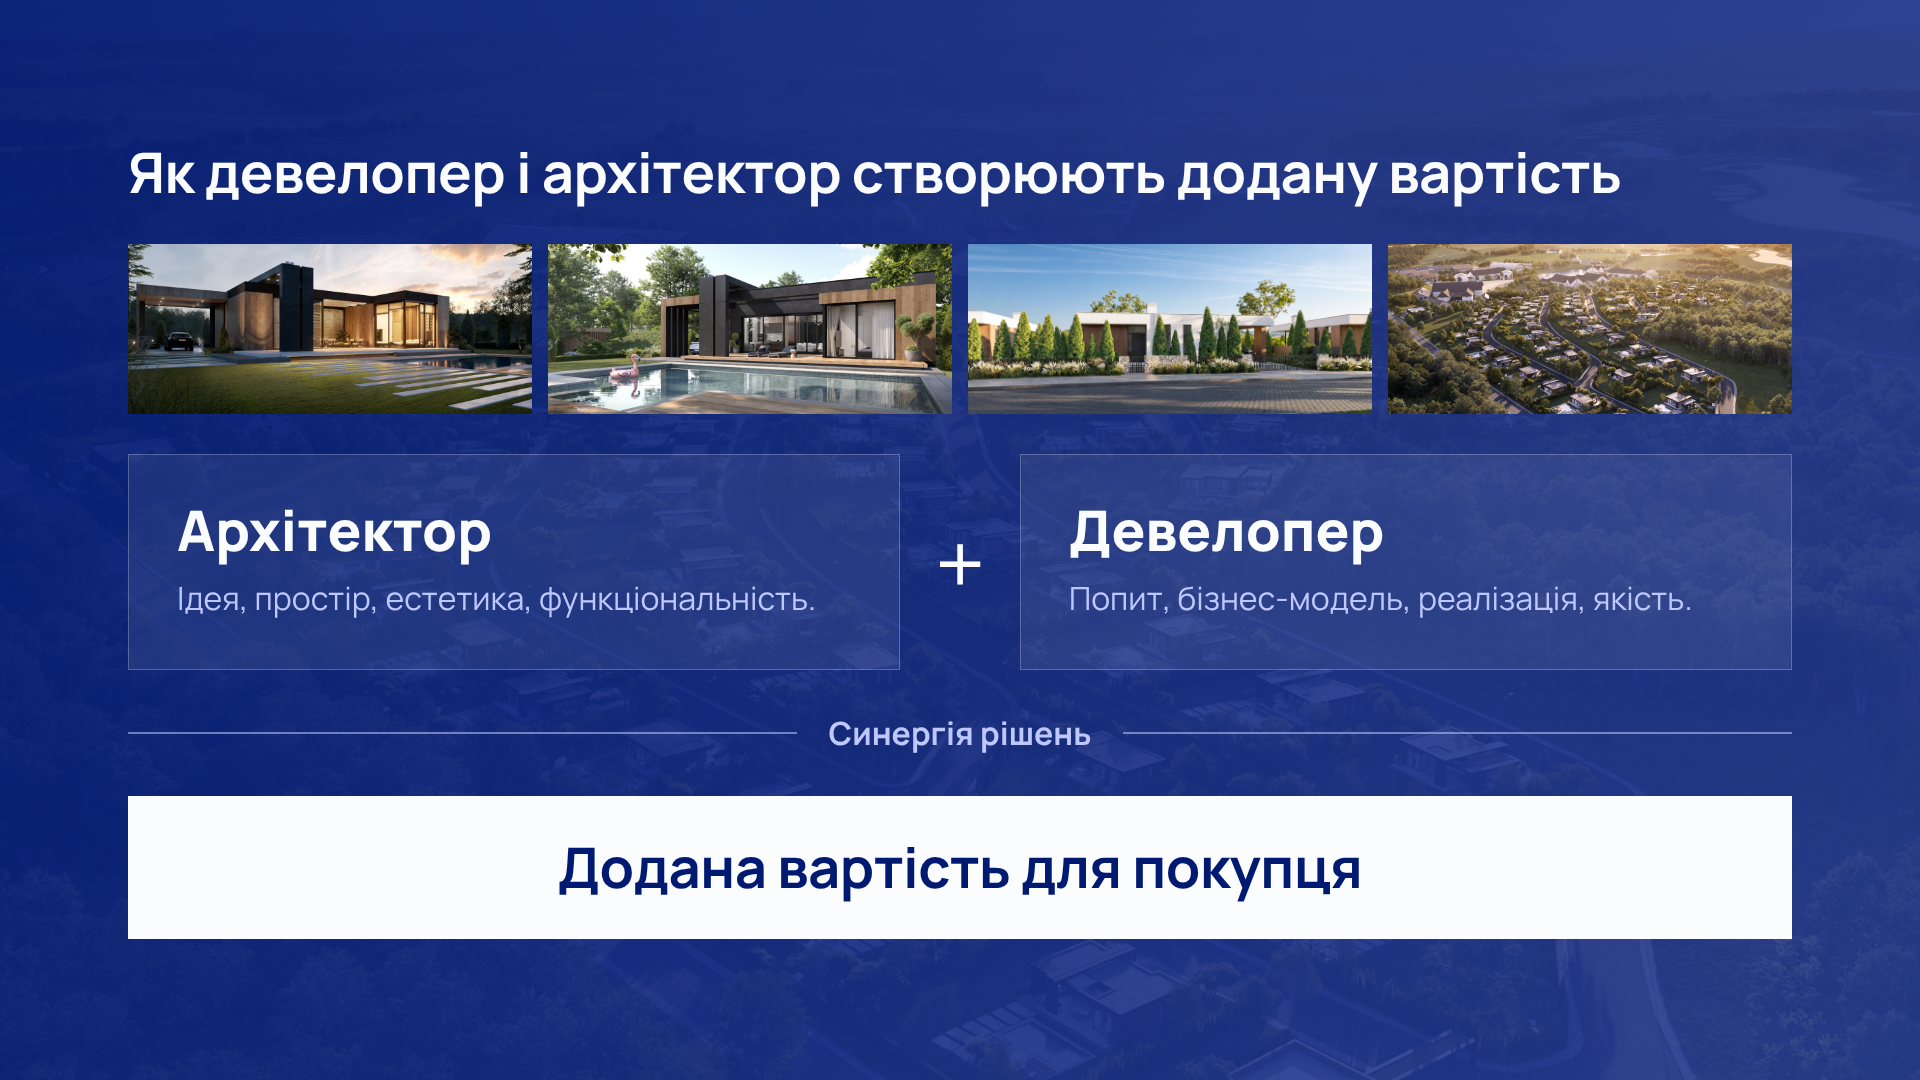 Як девелопер і архітектор створюють додану вартість
Архітектор
Ідея, простір, естетика, функціональність.
+
Девелопер
Попит, бізнес-модель, реалізація, якість.
Синергія рішень
Додана вартість для покупця